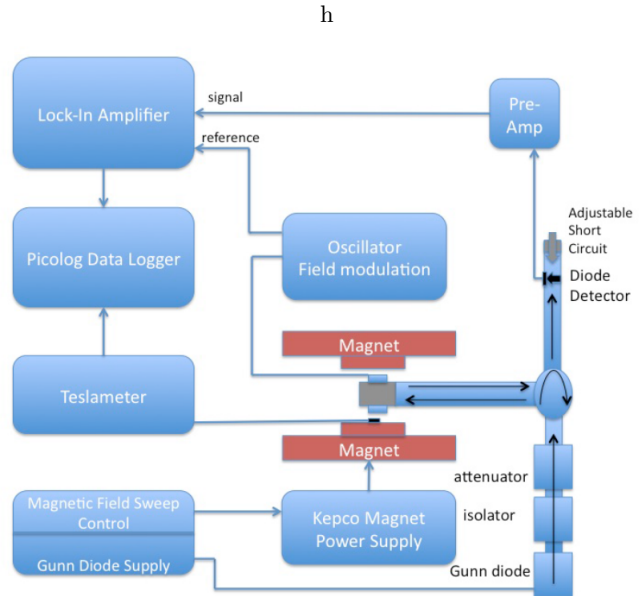 h
signal
Pre-
Amp
Lock-In Amplifier
reference
Adjustable
Short
Circuit
Picolog Data Logger
Oscillator
Field modulation
Diode
Detector
Magnet
Teslameter
Magnet
attenuator
Magnetic Field Sweep
Control
Kepco Magnet
Power Supply
isolator
Gunn Diode Supply
Gunn diode